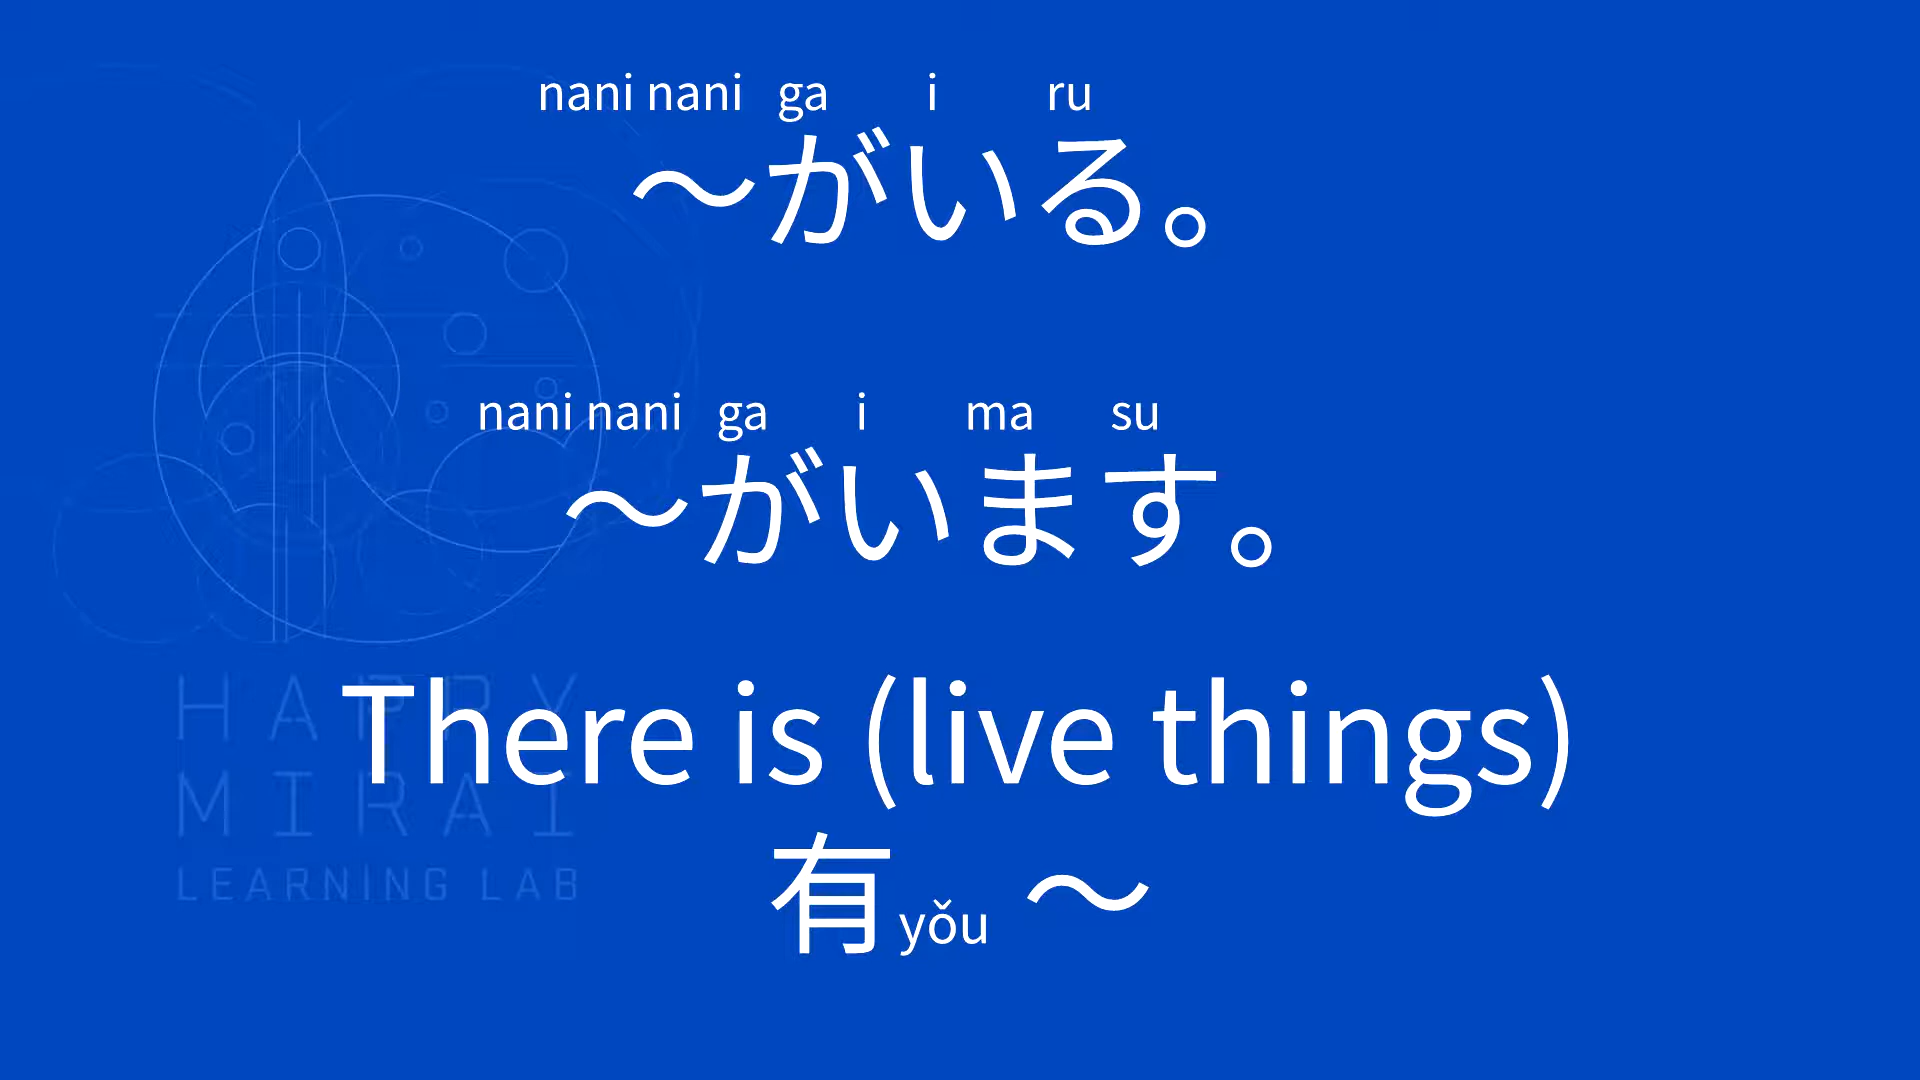 nani nani ga i ru
～がいる。
nani nani ga i ma su
～がいます。
There is (live things)
有 yǒu ～
HAPPY
MIRAI
LEARNING LAB